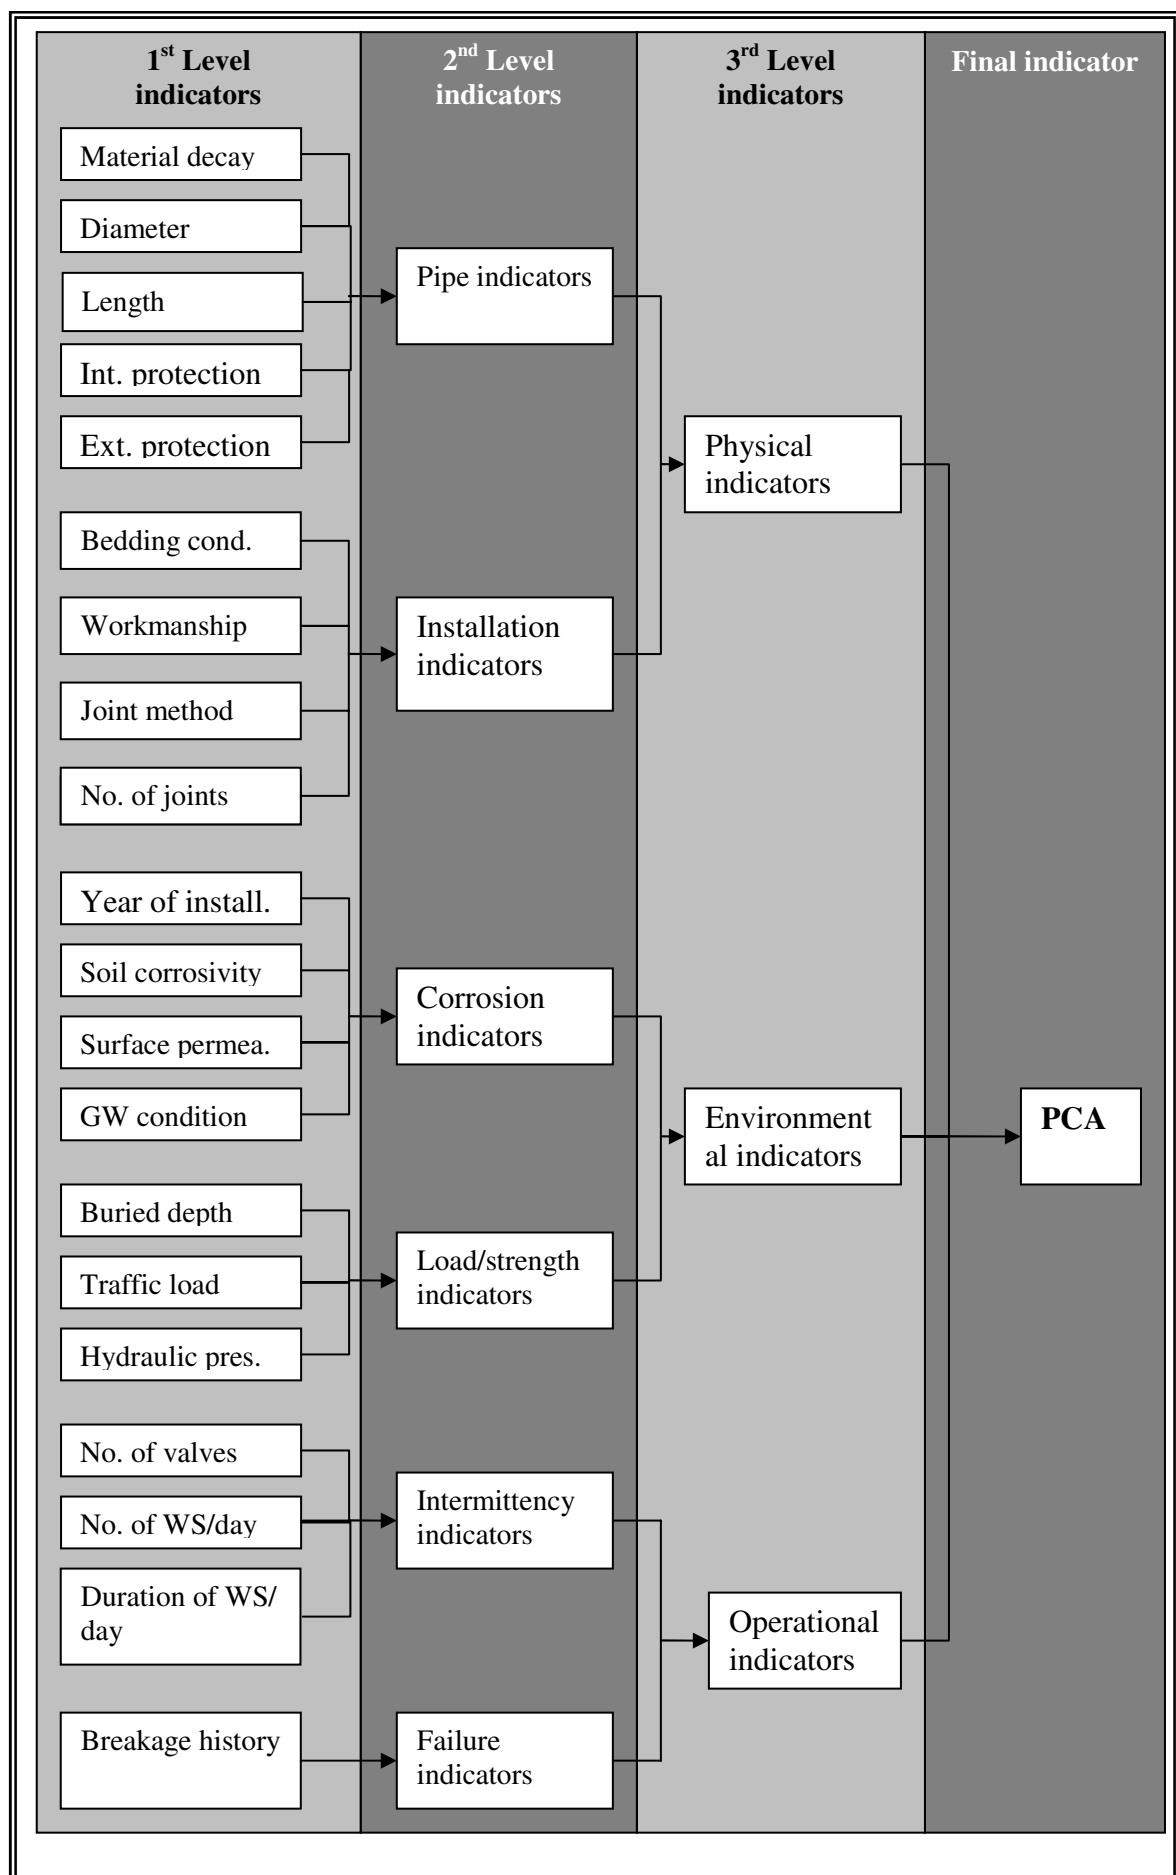 1st Level
indicators
2nd Level
indicators
3rd Level
indicators
Final indicator
Material decay
Diameter
Length
Int. protection
Ext. protection
Pipe indicators
Physical
indicators
Bedding cond.
Workmanship
Joint method
No. of joints
Installation
indicators
Year of install.
Soil corrosivity
Surface permea.
GW condition
Corrosion
indicators
Environment
al indicators
PCA
Buried depth
Traffic load
Hydraulic pres.
Load/strength
indicators
No. of valves
No. of WS/day
Duration of WS/
day
Intermittency
indicators
Operational
indicators
Breakage history
Failure
indicators